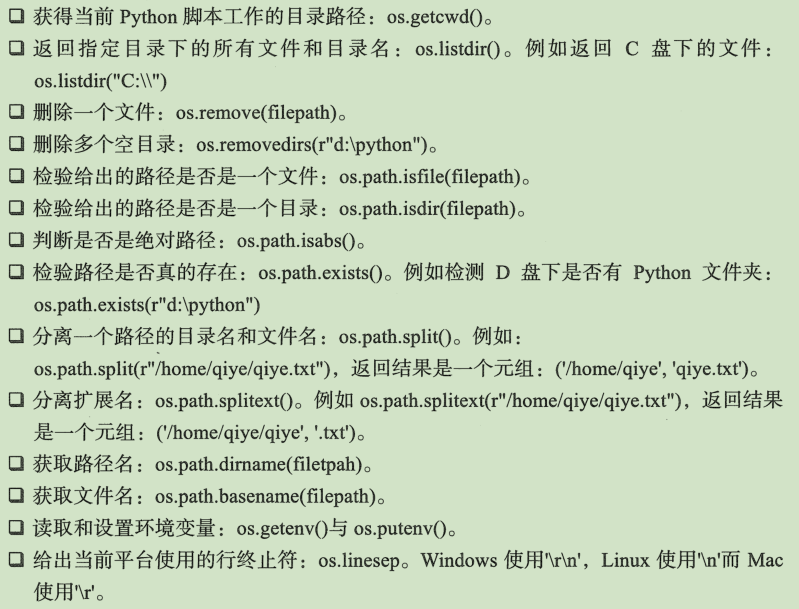 ❑ 获得当前 Python 脚本工作的目录路径：os.getcwd()。
❑ 返回指定目录下的所有文件和目录名：os.listdir()。例如返回 C 盘下的文件：
os.listdir("C:\\")
❑ 删除一个文件：os.remove(filepath)。
❑ 删除多个空目录：os.removedirs(r"d:\python")。
❑ 检验给出的路径是否是一个文件：os.path.isfile(filepath)。
❑ 检验给出的路径是否是一个目录：os.path.isdir(filepath)。
❑ 判断是否是绝对路径：os.path.isabs()。
❑ 检验路径是否真的存在：os.path.exists()。例如检测 D 盘下是否有 Python 文件夹：
os.path.exists(r"d:\python")
❑ 分离一个路径的目录名和文件名：os.path.split()。例如：
os.path.split(r"/home/qiye/qiye.txt")，返回结果是一个元组：('/home/qiye', 'qiye.txt')。
❑ 分离扩展名：os.path.splitext()。例如 os.path.splitext(r"/home/qiye/qiye.txt")，返回结果
是一个元组：('/home/qiye/qiye', '.txt')。
❑ 获取路径名：os.path.dirname(filetpah)。
❑ 获取文件名：os.path.basename(filepath)。
❑ 读取和设置环境变量：os.getenv()与 os.putenv()。
❑ 给出当前平台使用的行终止符：os.linesep。Windows 使用'\r\n'，Linux 使用'\n'而 Mac
使用'\r'。